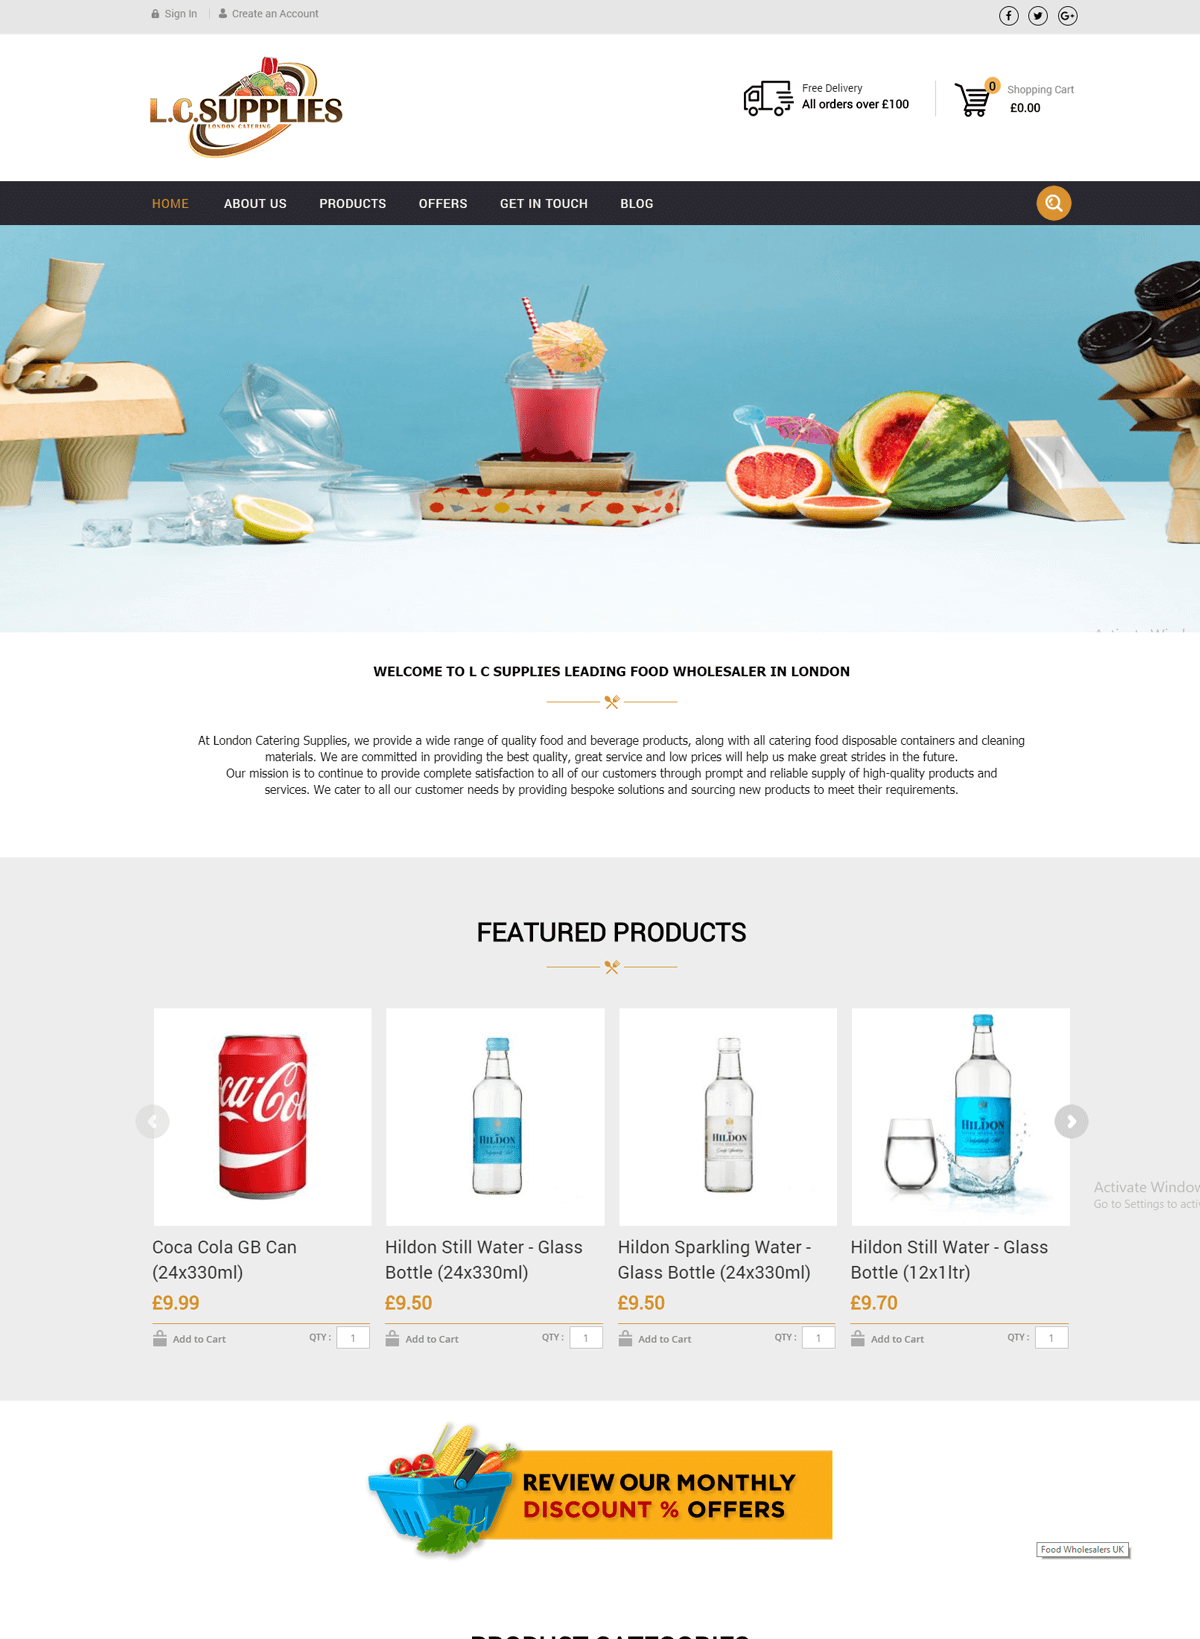 Sign In
Create an Account
L.C.SUPPLIES
LONDON CATERING
Free Delivery
All orders over £100
0
Shopping Cart
£0.00
HOME
ABOUT US
PRODUCTS
OFFERS
GET IN TOUCH
BLOG
WELCOME TO L C SUPPLIES LEADING FOOD WHOLESALER IN LONDON
At London Catering Supplies, we provide a wide range of quality food and beverage products, along with all catering food disposable containers and cleaning
materials. We are committed in providing the best quality, great service and low prices will help us make great strides in the future.
Our mission is to continue to provide complete satisfaction to all of our customers through prompt and reliable supply of high-quality products and
services. We cater to all our customer needs by providing bespoke solutions and sourcing new products to meet their requirements.
FEATURED PRODUCTS
HILDON
HILDON
HILDON
Activate Window
Go to Settings to activ
Coca Cola GB Can
(24x330ml)
£9.99
Add to Cart
QTY :
1
Hildon Still Water - Glass
Bottle (24x330ml)
£9.50
Add to Cart
QTY :
1
Hildon Sparkling Water -
Glass Bottle (24x330ml)
£9.50
Add to Cart
QTY :
1
Hildon Still Water - Glass
Bottle (12x1ltr)
£9.70
Add to Cart
QTY :
1
REVIEW OUR MONTHLY
DISCOUNT % OFFERS
Food Wholesalers UK
PRODUCT CATEGORIES